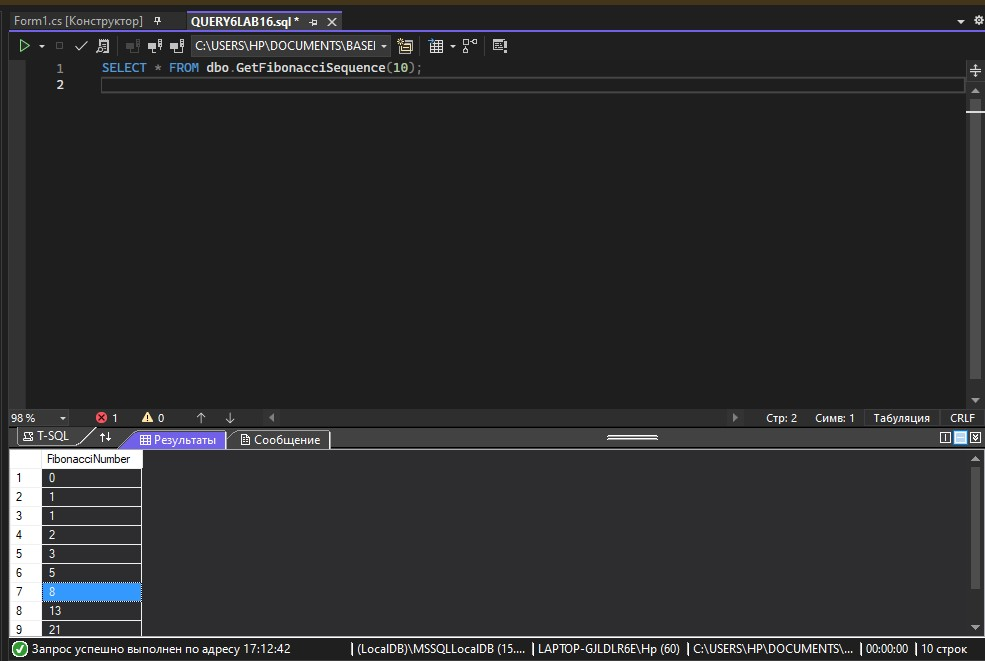 Form1.cs [Конструктор] QUERY6LAB16.sql *
C:\USERS\HP\DOCUMENTS\BASEI
1 SELECT * FROM dbo.GetFibonacciSequence(10);
2
98 % 1 0 Стр: 2 Симв: 1 Табуляция CRLF
T-SQL Результаты Сообщение
FibonacciNumber
1 0
2 1
3 1
4 2
5 3
6 5
7 8
8 13
9 21
Запрос успешно выполнен по адресу 17:12:42 (LocalDB)\MSSQLLocalDB (15.... LAPTOP-GJLDLR6E\Hp (60) C:\USERS\HP\DOCUMENTS\... 00:00:00 10 строк